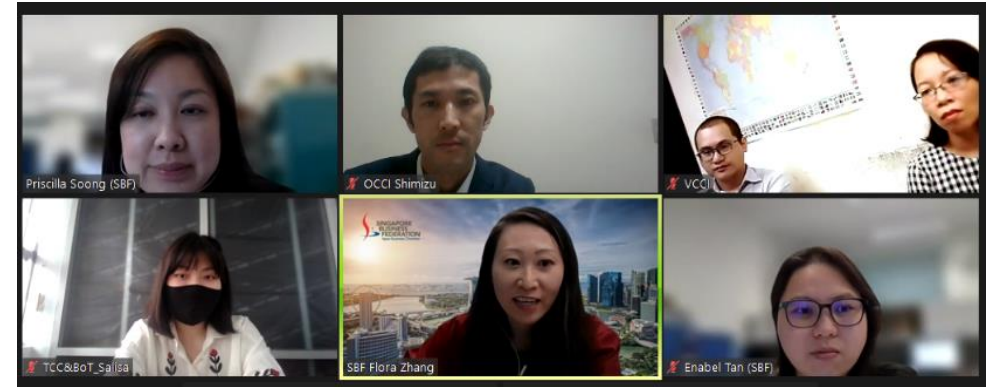 Priscilla Soong (SBF)
OCCI Shimizu
VCCI
TCC&BoT_Salisa
SINGAPORE
BUSINESS
FEDERATION
SBF Flora Zhang
Enabel Tan (SBF)